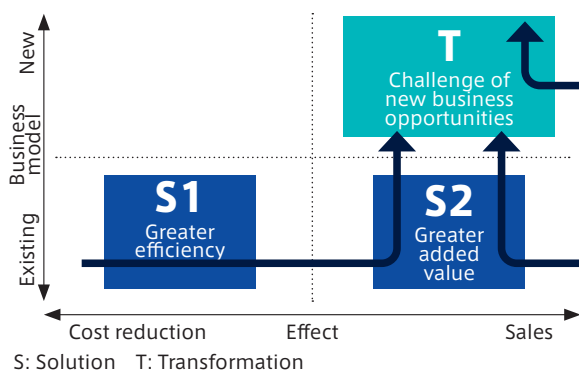 New
Business
model
Existing
T
Challenge of
new business
opportunities
S1
Greater
efficiency
S2
Greater
added
value
Cost reduction
Effect
Sales
S: Solution T: Transformation